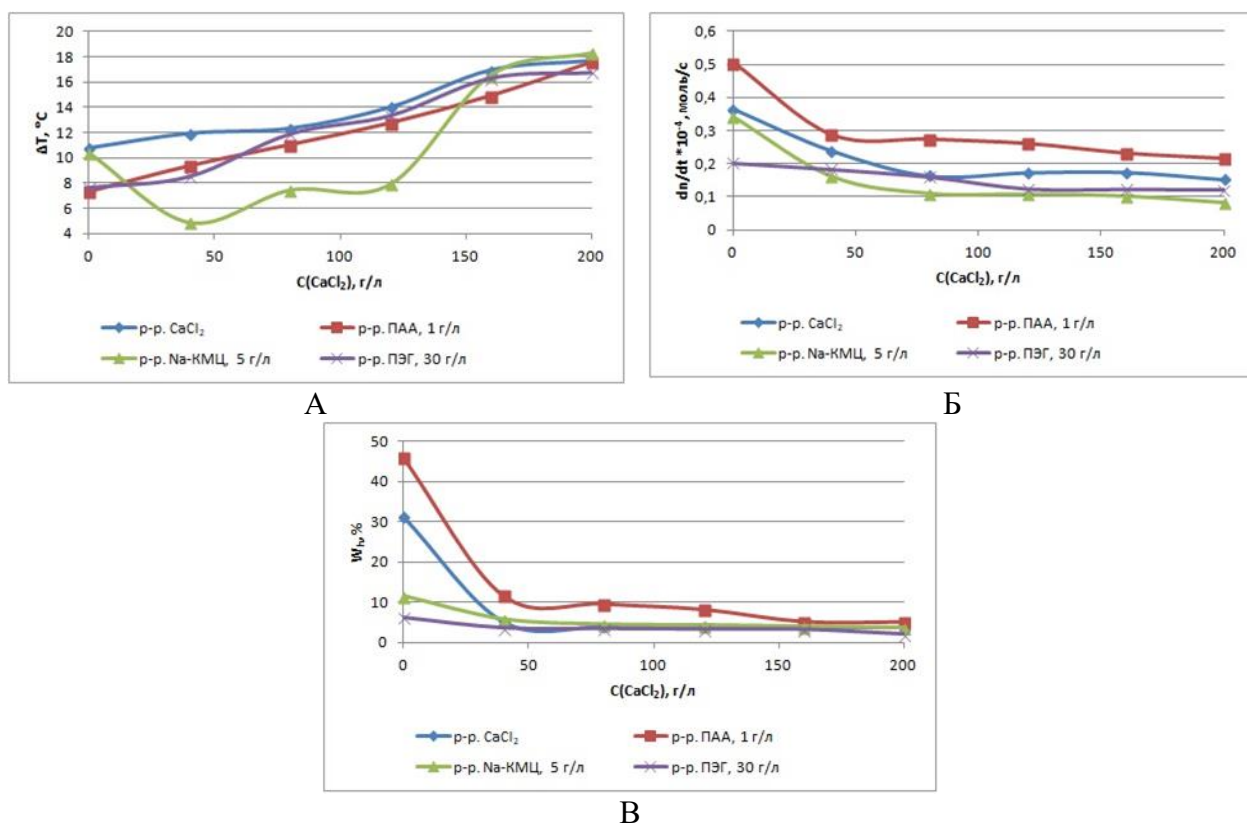 20
18
16
14
12
10
8
6
4
ΔT, °C
0
50
100
150
200
C(CaCl₂), г/л
р-р. CaCl₂
р-р. ПАА, 1 г/л
р-р. Na-КМЦ, 5 г/л
р-р. ПЭГ, 30 г/л
А
0,6
0,5
0,4
0,3
0,2
0,1
0
dn/dt *10⁻⁴, моль/с
0
50
100
150
200
C(CaCl₂), г/л
р-р. CaCl₂
р-р. ПАА, 1 г/л
р-р. Na-КМЦ, 5 г/л
р-р. ПЭГ, 30 г/л
Б
50
40
30
20
10
0
Wₕ, %
0
50
100
150
200
C(CaCl₂), г/л
р-р. CaCl₂
р-р. ПАА, 1 г/л
р-р. Na-КМЦ, 5 г/л
р-р. ПЭГ, 30 г/л
В